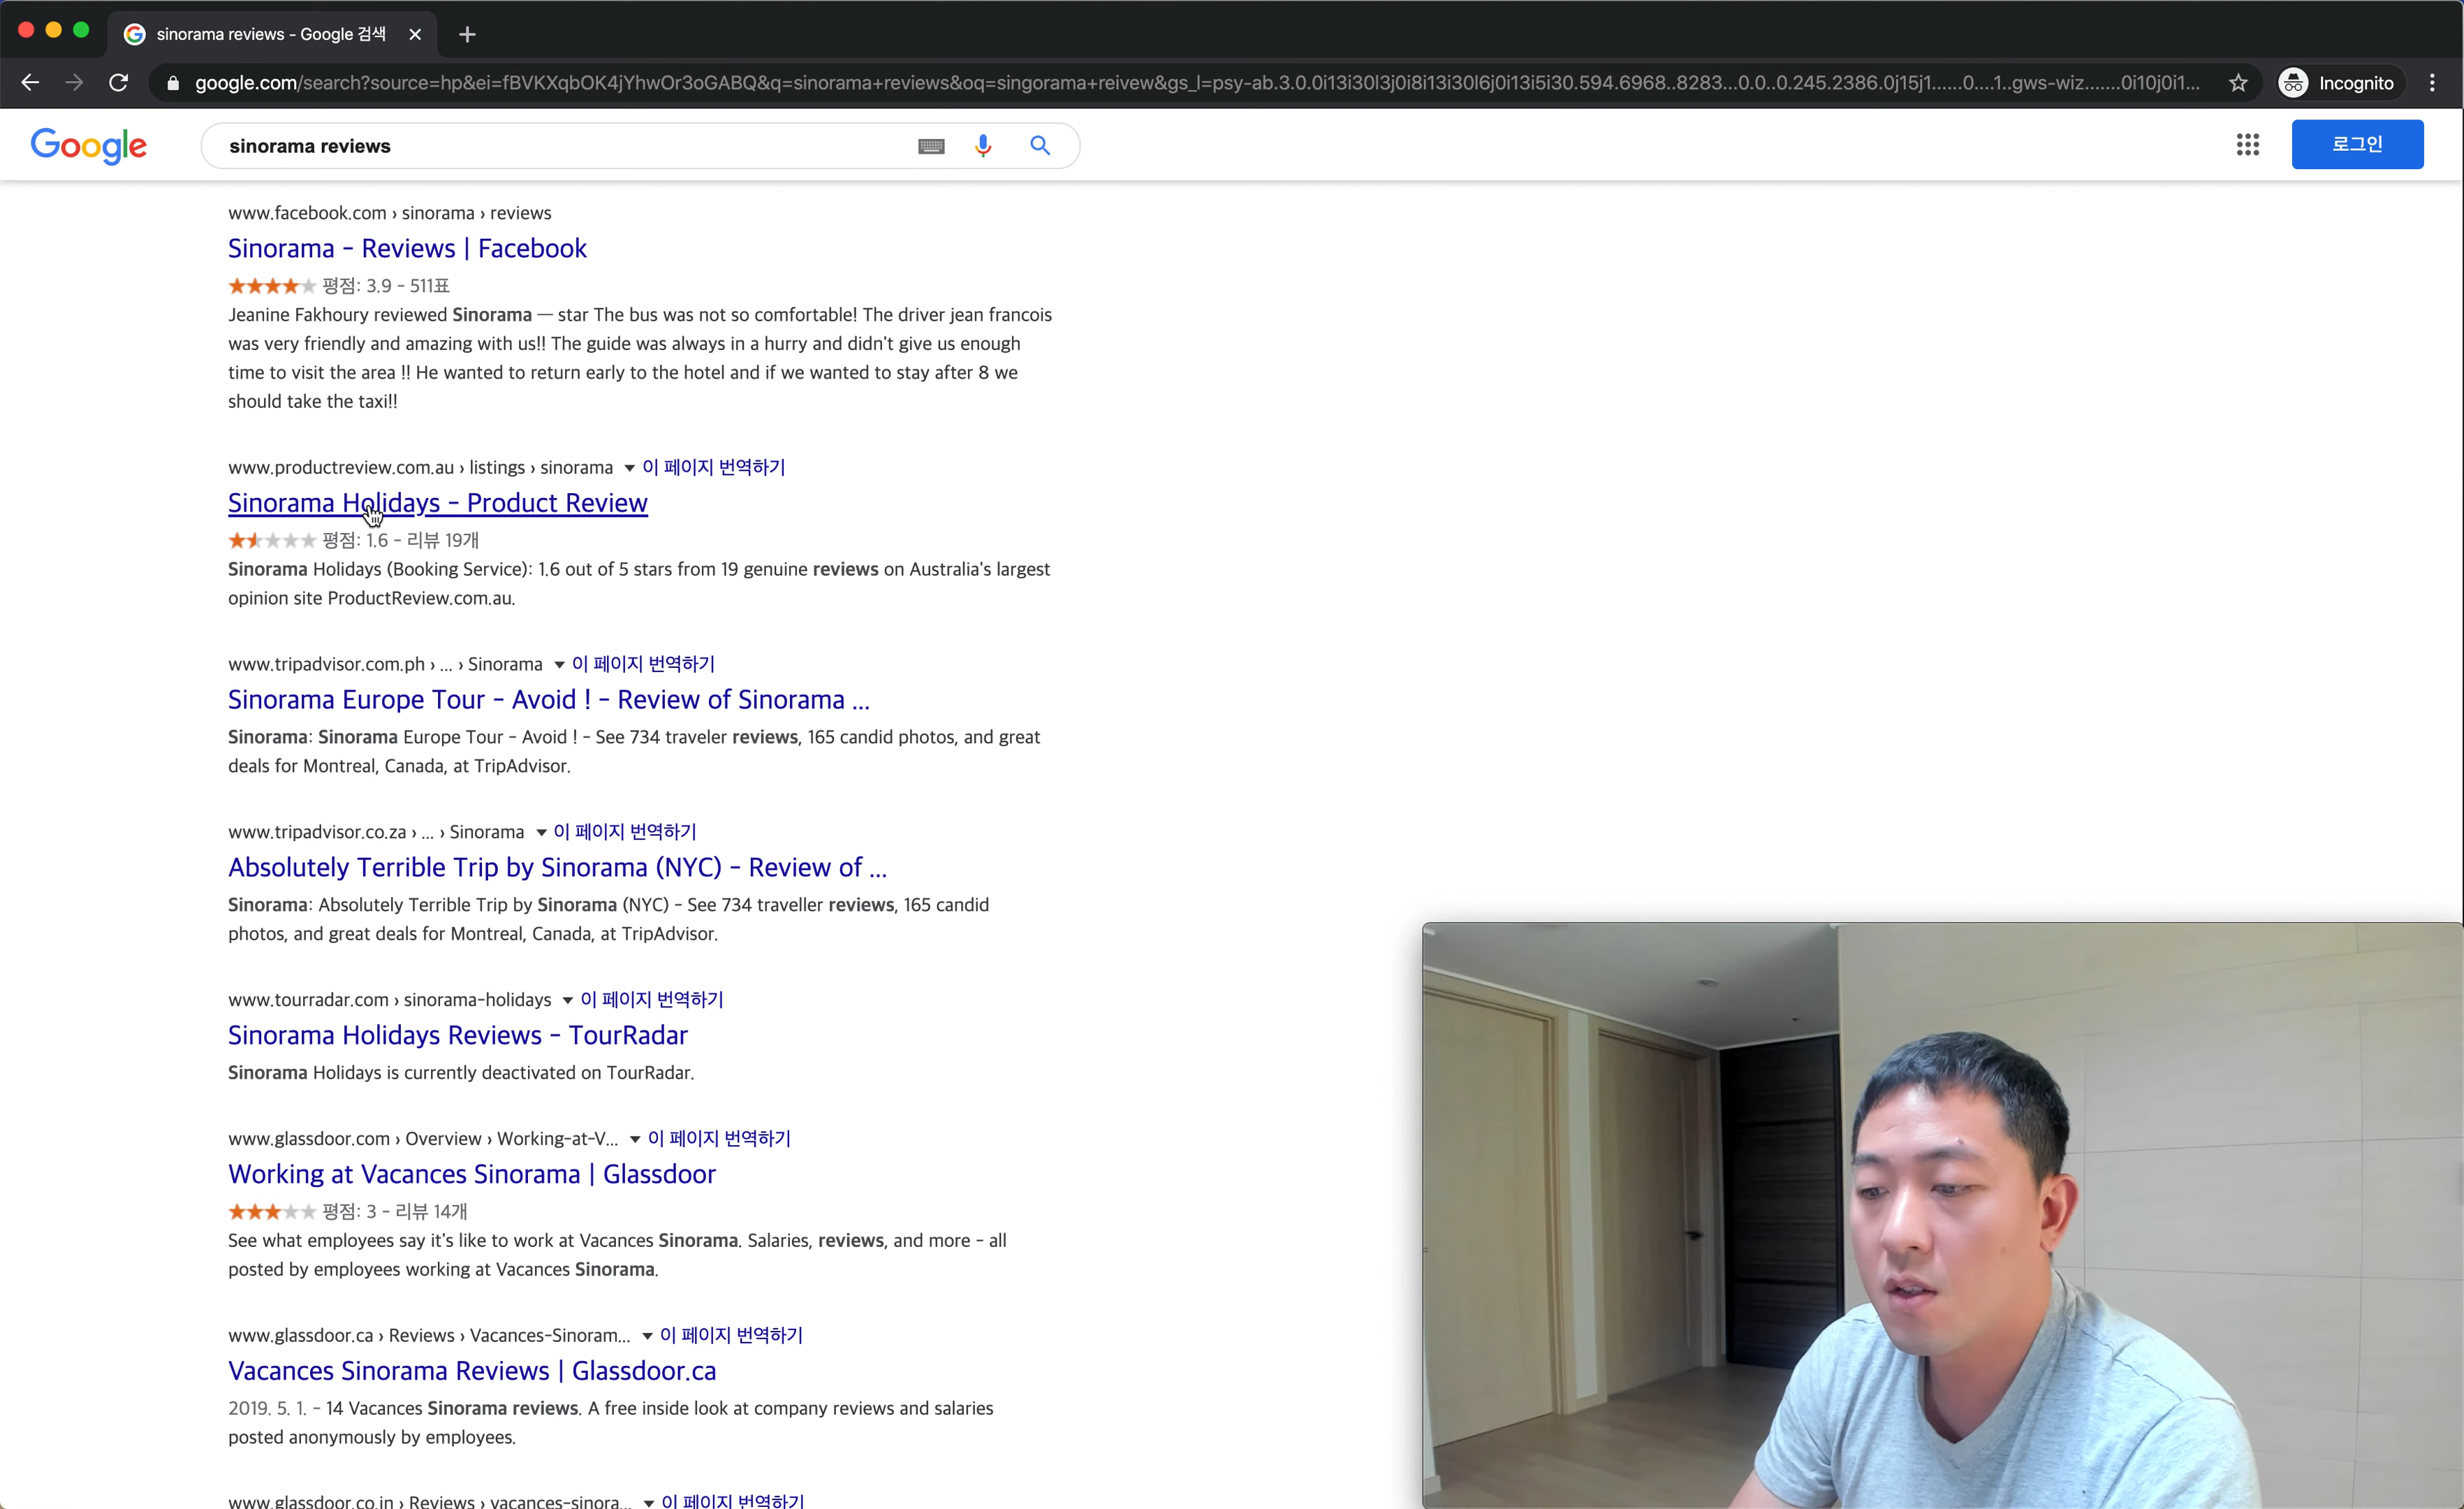 sinorama reviews - Google 검색
google.com/search?source=hp&ei=fBVKXqbOK4jYhwOr3oGABQ&q=sinorama+reviews&oq=singorama+reivew&gs_l=psy-ab.3.0.0i13i30l3j0i8i13i30l6j0i13i5i30.594.6968..8283...0.0..0.245.2386.0j15j1......0....1..gws-wiz.......0i10j0i1...
Incognito
Google
sinorama reviews
로그인
www.facebook.com › sinorama › reviews
Sinorama - Reviews | Facebook
평점: 3.9 - 511표
Jeanine Fakhoury reviewed Sinorama — star The bus was not so comfortable! The driver jean francois
was very friendly and amazing with us!! The guide was always in a hurry and didn't give us enough
time to visit the area !! He wanted to return early to the hotel and if we wanted to stay after 8 we
should take the taxi!!
www.productreview.com.au › listings › sinorama ▼ 이 페이지 번역하기
Sinorama Holidays - Product Review
평점: 1.6 - 리뷰 19개
Sinorama Holidays (Booking Service): 1.6 out of 5 stars from 19 genuine reviews on Australia's largest
opinion site ProductReview.com.au.
www.tripadvisor.com.ph › ... › Sinorama ▼ 이 페이지 번역하기
Sinorama Europe Tour - Avoid ! - Review of Sinorama ...
Sinorama: Sinorama Europe Tour - Avoid ! - See 734 traveler reviews, 165 candid photos, and great
deals for Montreal, Canada, at TripAdvisor.
www.tripadvisor.co.za › ... › Sinorama ▼ 이 페이지 번역하기
Absolutely Terrible Trip by Sinorama (NYC) - Review of ...
Sinorama: Absolutely Terrible Trip by Sinorama (NYC) - See 734 traveller reviews, 165 candid
photos, and great deals for Montreal, Canada, at TripAdvisor.
www.tourradar.com › sinorama-holidays ▼ 이 페이지 번역하기
Sinorama Holidays Reviews - TourRadar
Sinorama Holidays is currently deactivated on TourRadar.
www.glassdoor.com › Overview › Working-at-V... ▼ 이 페이지 번역하기
Working at Vacances Sinorama | Glassdoor
평점: 3 - 리뷰 14개
See what employees say it's like to work at Vacances Sinorama. Salaries, reviews, and more - all
posted by employees working at Vacances Sinorama.
www.glassdoor.ca › Reviews › Vacances-Sinoram... ▼ 이 페이지 번역하기
Vacances Sinorama Reviews | Glassdoor.ca
2019. 5. 1. - 14 Vacances Sinorama reviews. A free inside look at company reviews and salaries
posted anonymously by employees.
www.glassdoor.co.in › Reviews › vacances-sinora... ▼ 이 페이지 번역하기